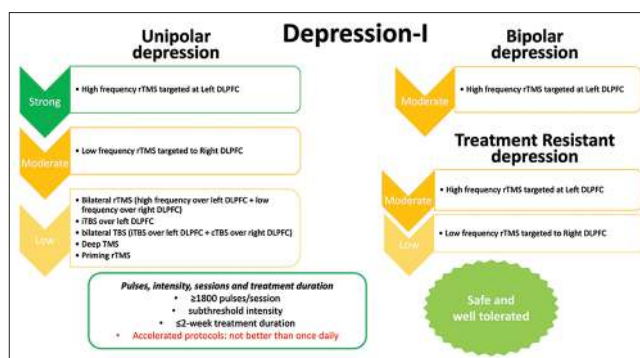 Depression-I
Unipolar
depression
Strong
• High frequency rTMS targeted at Left DLPFC
Moderate
• Low frequency rTMS targeted to Right DLPFC
Low
• Bilateral rTMS (high frequency over left DLPFC + low
frequency over right DLPFC)
• iTBS over left DLPFC
• bilateral TBS (iTBS over left DLPFC + cTBS over right DLPFC)
• Deep TMS
• Priming rTMS
Pulses, intensity, sessions and treatment duration
• ≥1800 pulses/session
• subthreshold intensity
• ≤2-week treatment duration
• Accelerated protocols: not better than once daily
Bipolar
depression
Moderate
• High frequency rTMS targeted at Left DLPFC
Treatment Resistant
depression
Moderate
• High frequency rTMS targeted at Left DLPFC
Low
• Low frequency rTMS targeted to Right DLPFC
Safe and
well tolerated